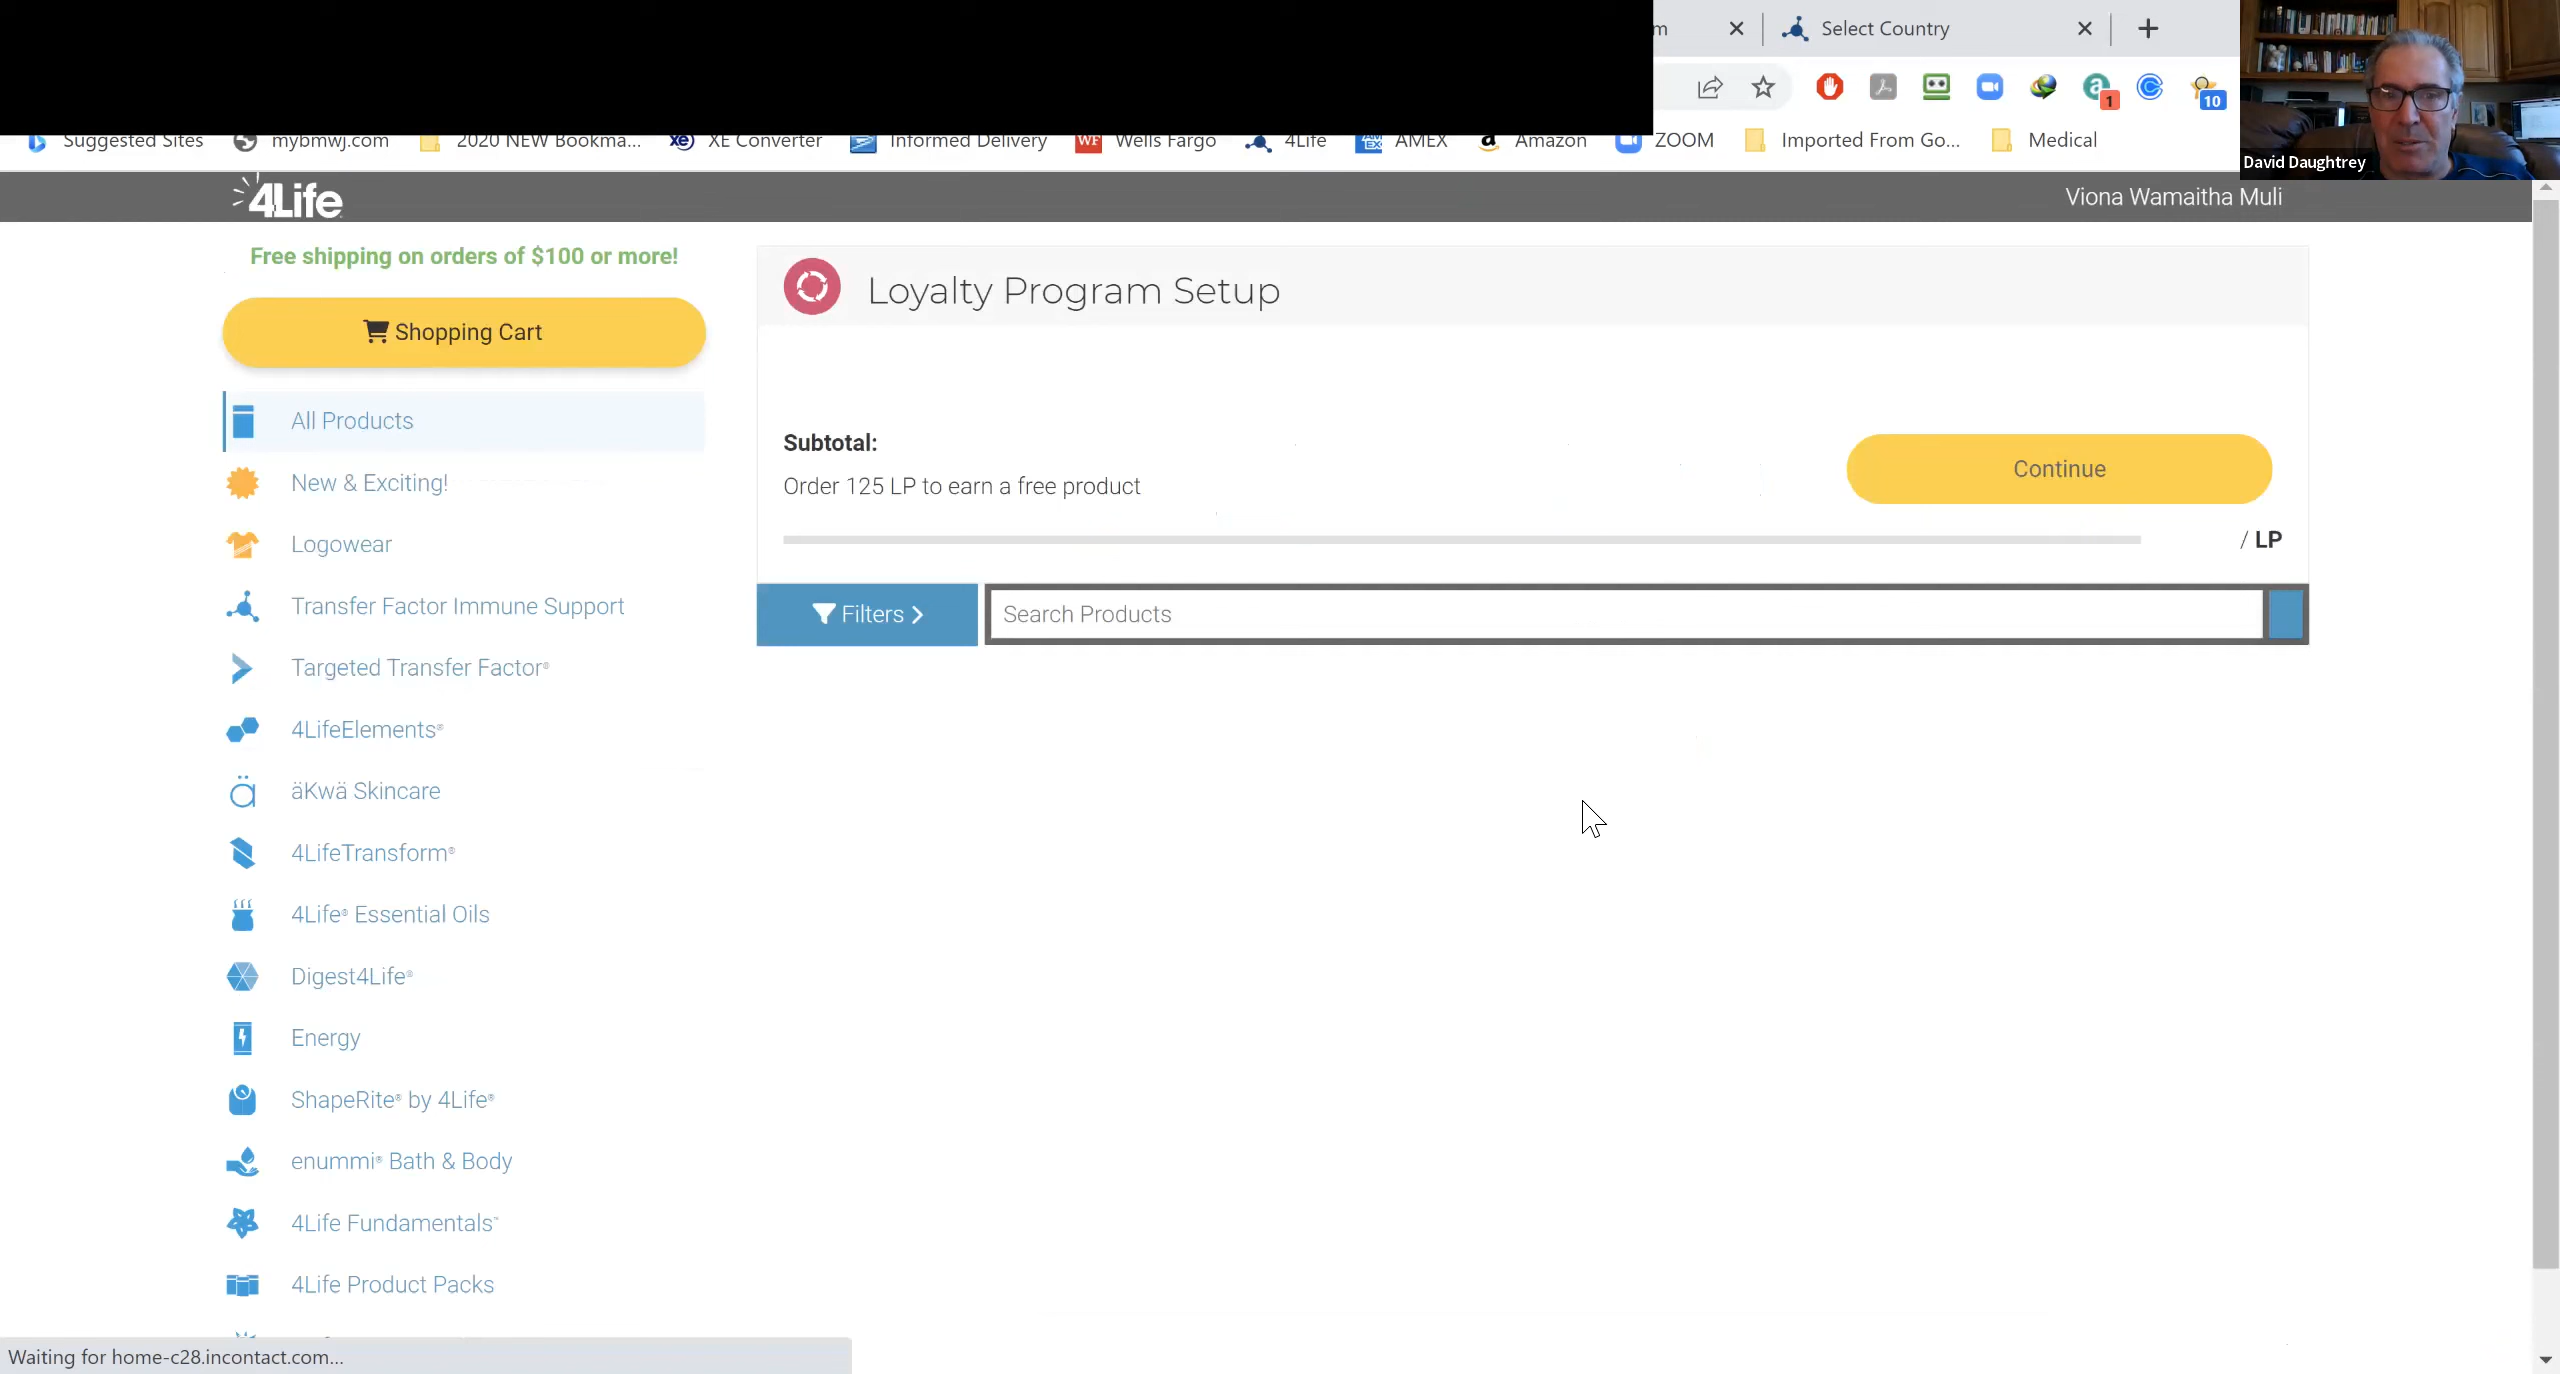 m
Select Country
1
10
Suggested Sites
mybmwj.com
2020 NEW Bookma...
XE Converter
Informed Delivery
WF
Wells Fargo
4Life
AMEX
Amazon
ZOOM
Imported From Go...
Medical
David Daughtrey
4Life
Viona Wamaitha Muli
Free shipping on orders of $100 or more!
Shopping Cart
All Products
New & Exciting!
Logowear
Transfer Factor Immune Support
Targeted Transfer Factor®
4LifeElements®
äKwä Skincare
4LifeTransform®
4Life® Essential Oils
Digest4Life®
Energy
ShapeRite® by 4Life®
enummi® Bath & Body
4Life Fundamentals™
4Life Product Packs
Loyalty Program Setup
Subtotal:
Order 125 LP to earn a free product
Continue
/ LP
Filters
Search Products
Waiting for home-c28.incontact.com...